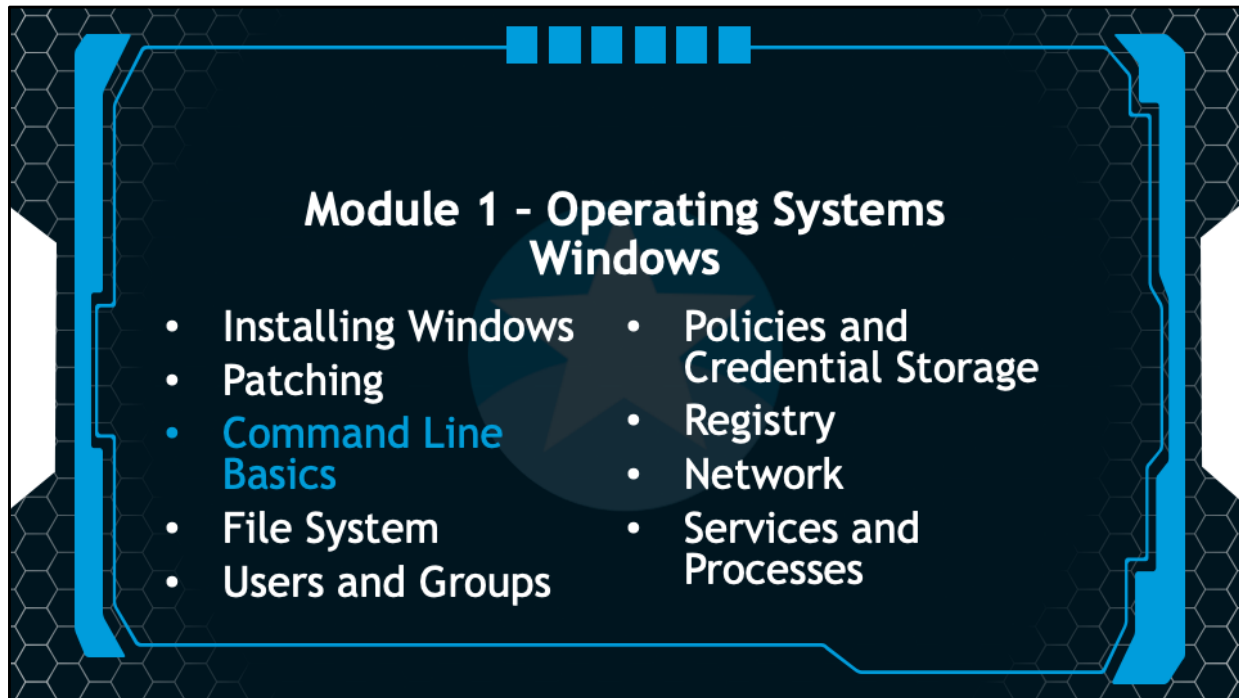 Module 1 - Operating Systems
Windows
• Installing Windows
• Patching
• Command Line
Basics
• File System
• Users and Groups
• Policies and
Credential Storage
• Registry
• Network
• Services and
Processes